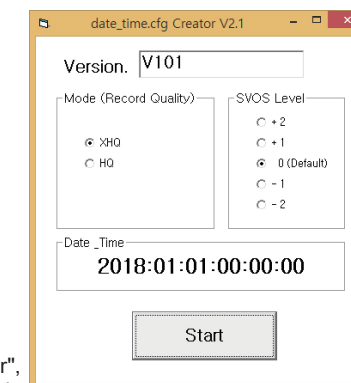 date_time.cfg Creator V2.1
Version. V101
Mode (Record Quality)
XHQ
HQ
SVOS Level
+ 2
+ 1
0 (Default)
- 1
- 2
Date _Time
2018:01:01:00:00:00
Start
r",